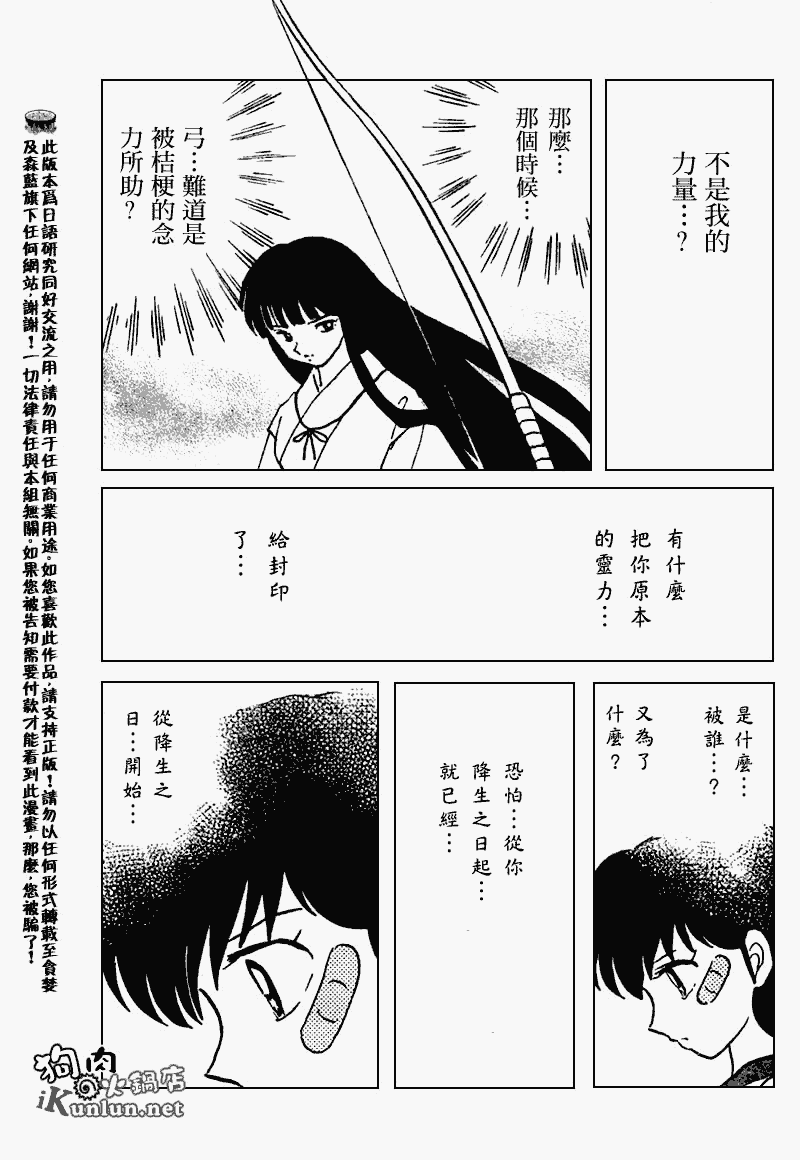 不是我的
力量…?
那麼…
那個時候…
弓…難道是
被桔梗的念
力所助?
有什麼
把你原本
的靈力…
給封印
了…
是什麼…
被誰…?
又為了
什麼?
恐怕…從你
降生之日起…
就已經…
從降生之
日…開始…
此版本爲日語研究同好交流之用,請勿用于任何商業用途。如您喜歡此作品,請支持正版!請勿以任何形式轉載至貪婪
及森藍旗下任何網站,謝謝!一切法律責任與本組無關。如果您被告知需要付款才能看到此漫畫,那麼,您被騙了!
狗肉
火鍋店
iKunlun.net